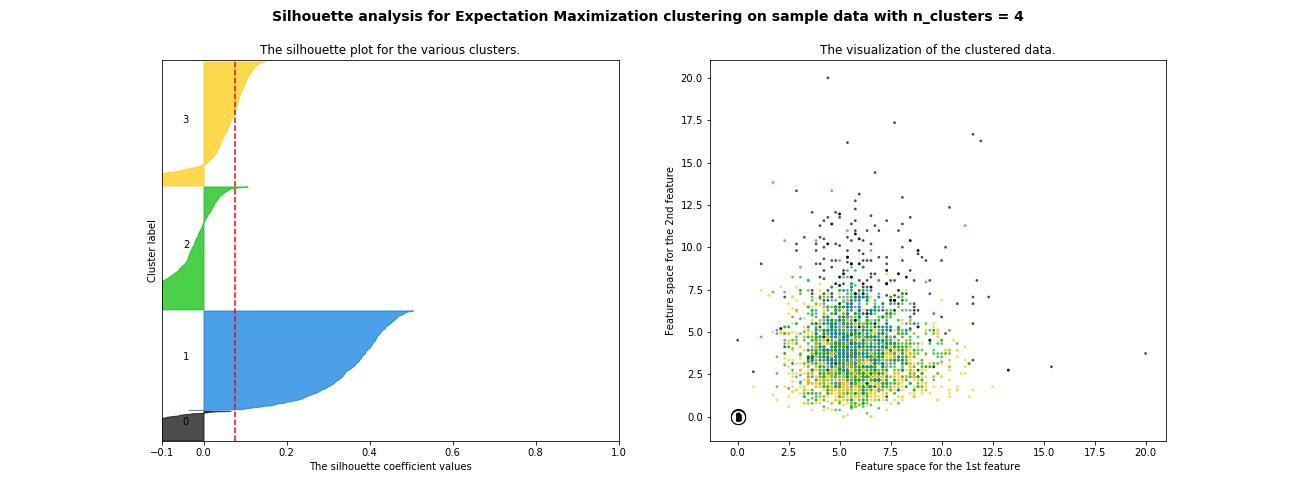 Silhouette analysis for Expectation Maximization clustering on sample data with n_clusters = 4
The silhouette plot for the various clusters.
Cluster label
3
2
1
0
−0.1 0.0 0.2 0.4 0.6 0.8 1.0
The silhouette coefficient values
The visualization of the clustered data.
Feature space for the 2nd feature
20.0
17.5
15.0
12.5
10.0
7.5
5.0
2.5
0.0
0.0 2.5 5.0 7.5 10.0 12.5 15.0 17.5 20.0
Feature space for the 1st feature